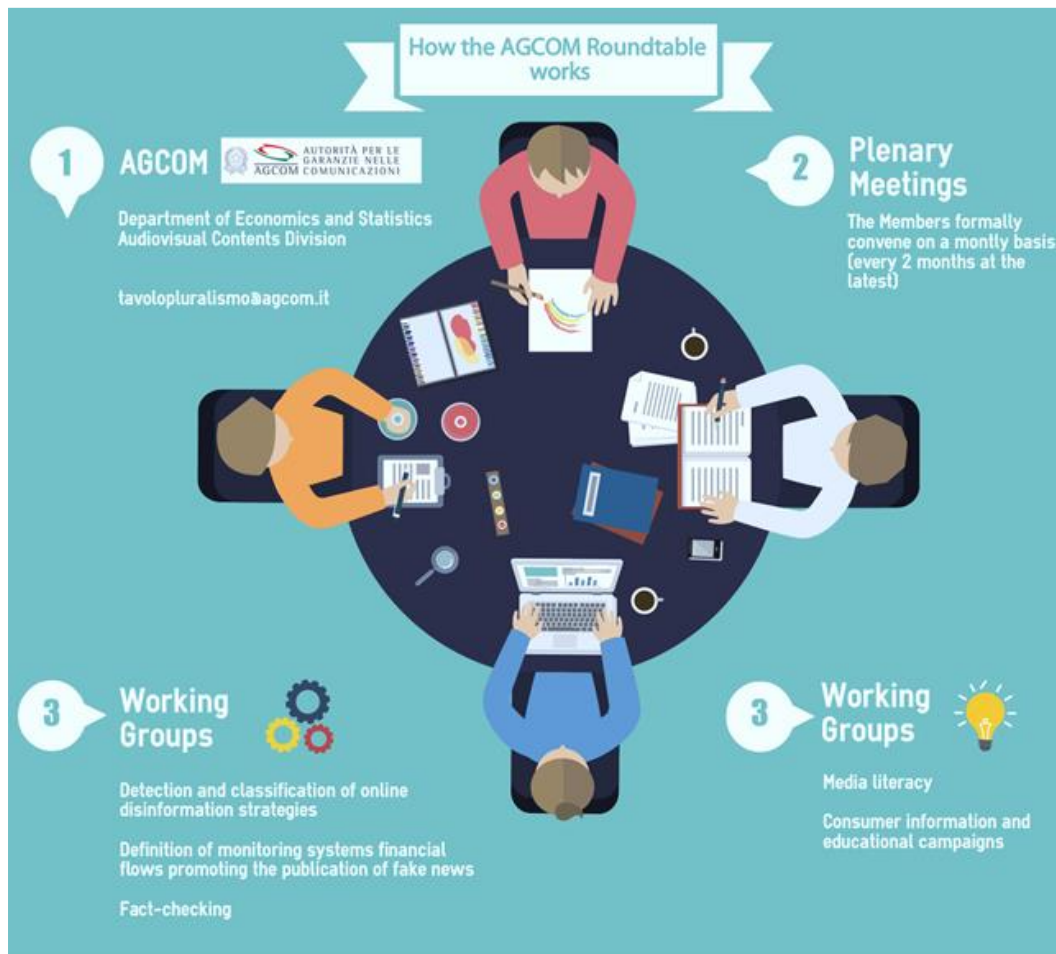 How the AGCOM Roundtable
works
1
AGCOM
AGCOM
AUTORITÀ PER LE
GARANZIE NELLE
COMUNICAZIONI
Department of Economics and Statistics
Audiovisual Contents Division
tavolopluralismo@agcom.it
2
Plenary
Meetings
The Members formally
convene on a montly basis
(every 2 months at the
latest)
3
Working
Groups
Detection and classification of online
disinformation strategies
Definition of monitoring systems financial
flows promoting the publication of fake news
Fact-checking
3
Working
Groups
Media literacy
Consumer information and
educational campaigns